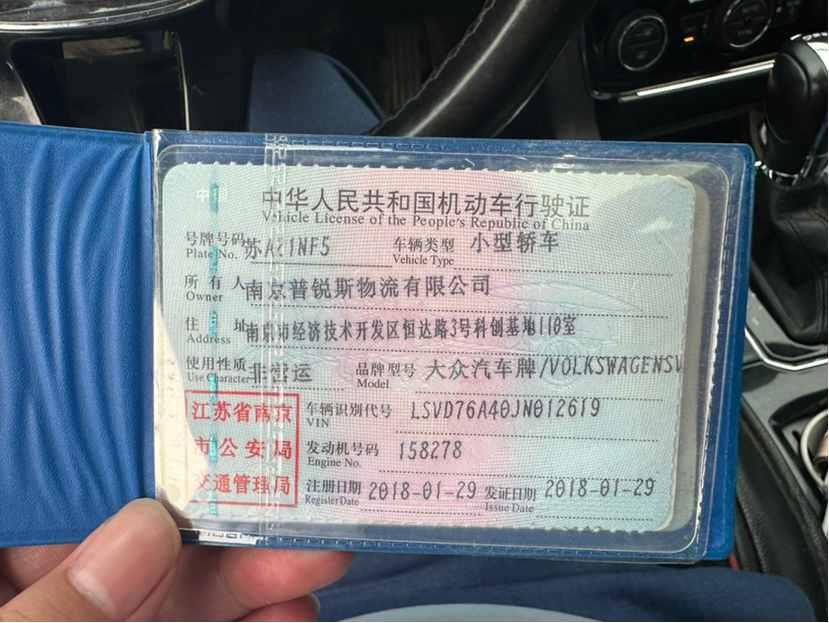 中国
中华人民共和国机动车行驶证
Vehicle License of the People's Republic of China
号牌号码 Plate No. 车辆类型 Vehicle Type 小型轿车
所有人 Owner 南京普锐斯物流有限公司
住址 Address 南京市经济技术开发区恒达路3号科创基地110室
使用性质 Use Character 非营运 品牌型号 Model 大众汽车牌/VOLKSWAGENSV
江苏省南京 车辆识别代号 VIN LSVD76A40JN012619
市公安局 发动机号码 Engine No. 158278
交通管理局 注册日期 Register Date 2018-01-29 发证日期 Issue Date 2018-01-29